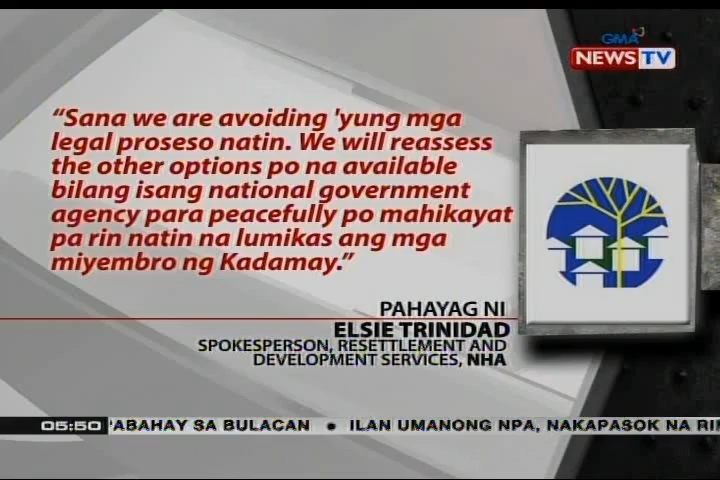 GMA
NEWS TV
“Sana we are avoiding 'yung mga
legal proseso natin. We will reassess
the other options po na available
bilang isang national government
agency para peacefully po mahikayat
pa rin natin na lumikas ang mga
miyembro ng Kadamay.”
PAHAYAG NI
ELSIE TRINIDAD
SPOKESPERSON, RESETTLEMENT AND
DEVELOPMENT SERVICES, NHA
05:50 'ABAHAY SA BULACAN ● ILAN UMANONG NPA, NAKAPASOK NA RI